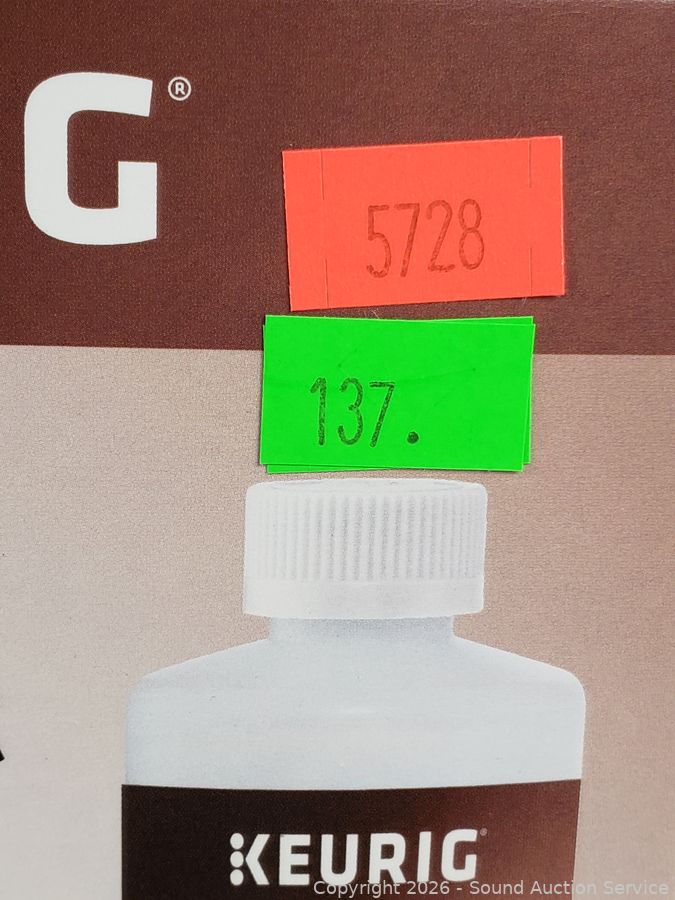 G®
5728
137.
KEURIG®
Copyright 2026 - Sound Auction Service